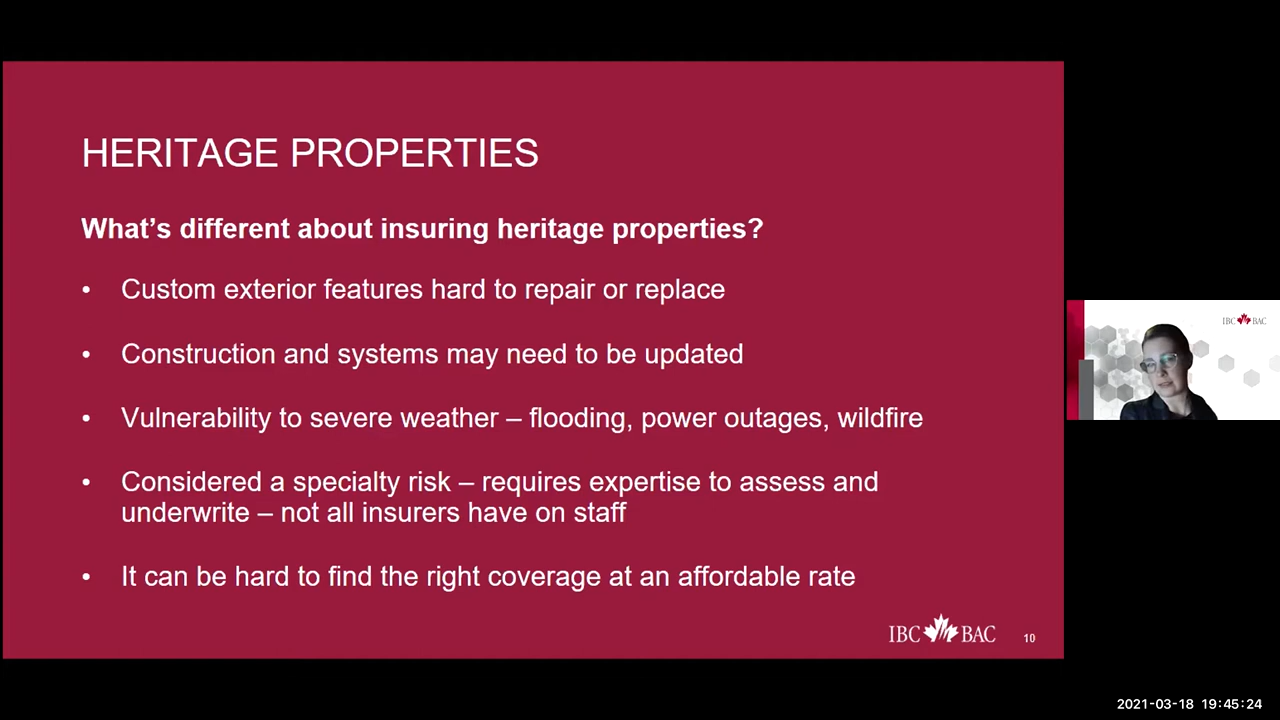 HERITAGE PROPERTIES
What's different about insuring heritage properties?
• Custom exterior features hard to repair or replace
• Construction and systems may need to be updated
• Vulnerability to severe weather – flooding, power outages, wildfire
• Considered a specialty risk – requires expertise to assess and
underwrite – not all insurers have on staff
• It can be hard to find the right coverage at an affordable rate
IBC BAC
10
IBC BAC
2021-03-18 19:45:24